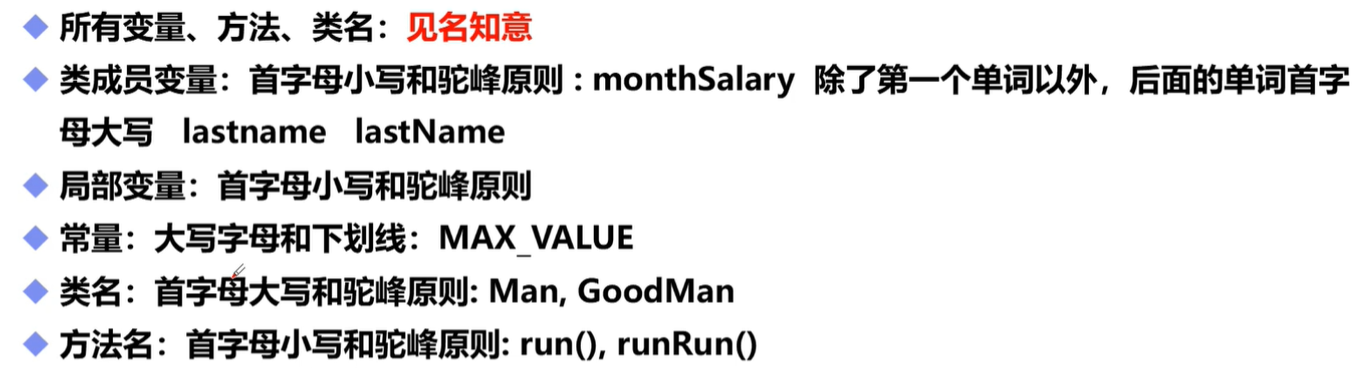 所有变量、方法、类名：见名知意
类成员变量：首字母小写和驼峰原则 : monthSalary 除了第一个单词以外，后面的单词首字
母大写 lastname lastName
局部变量：首字母小写和驼峰原则
常量：大写字母和下划线：MAX_VALUE
类名：首字母大写和驼峰原则: Man, GoodMan
方法名：首字母小写和驼峰原则: run(), runRun()